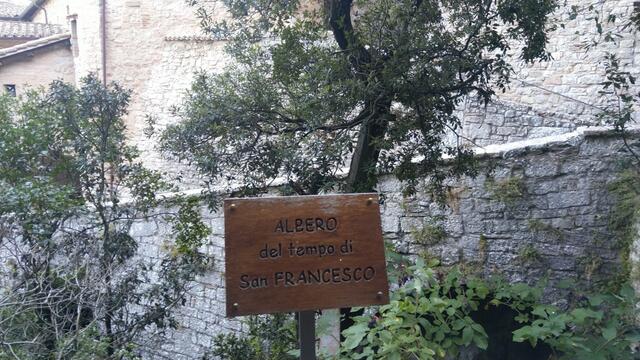 ALBERO
del tempo di
San FRANCESCO